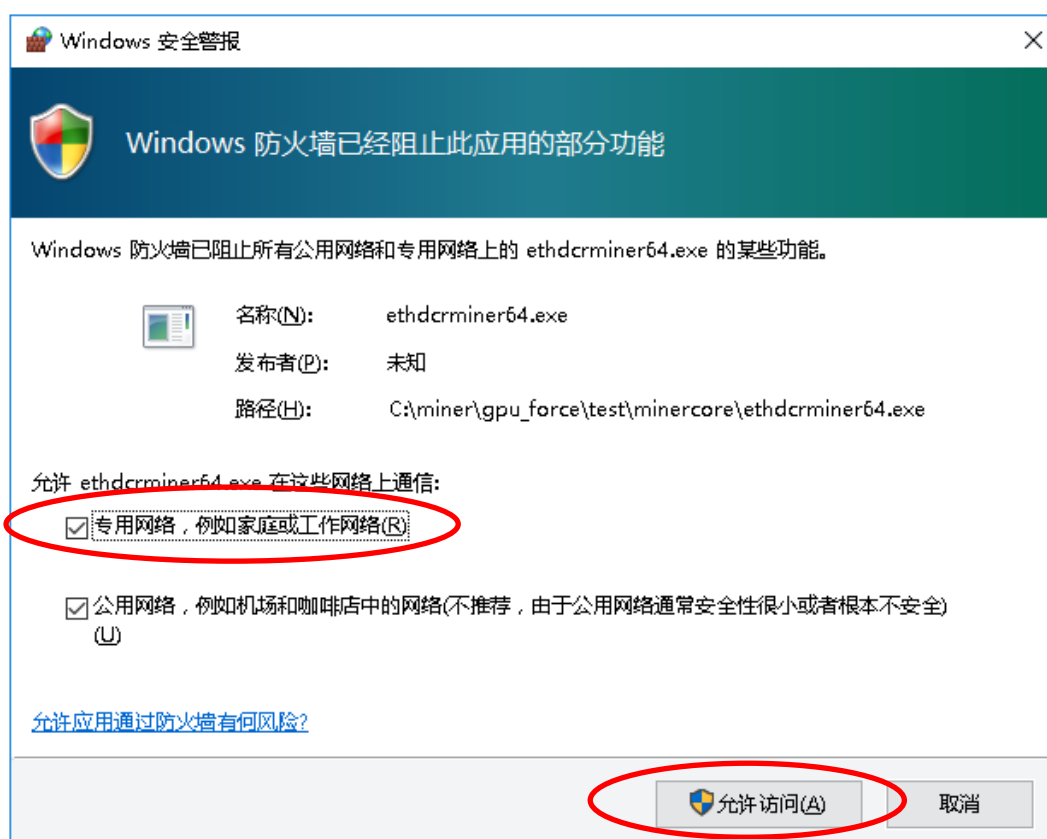 Windows 安全警报
Windows 防火墙已经阻止此应用的部分功能
Windows 防火墙已阻止所有公用网络和专用网络上的 ethdcrminer64.exe 的某些功能。
名称(N): ethdcrminer64.exe
发布者(P): 未知
路径(H): C:\miner\gpu_force\test\minercore\ethdcrminer64.exe
允许 ethdcrminer64.exe 在这些网络上通信:
专用网络，例如家庭或工作网络(R)
公用网络，例如机场和咖啡店中的网络(不推荐，由于公用网络通常安全性很小或者根本不安全)
(U)
允许应用通过防火墙有何风险?
允许访问(A) 取消